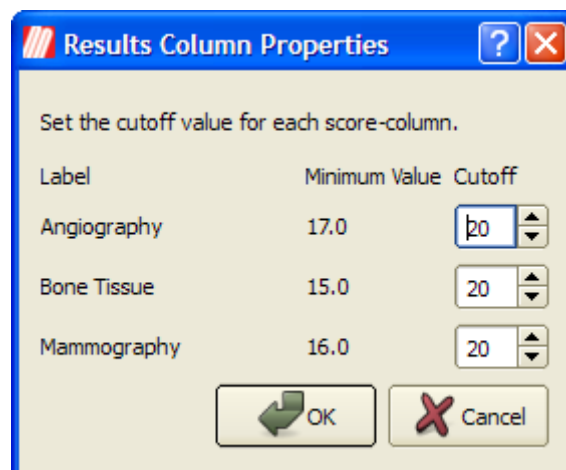 Results Column Properties
Set the cutoff value for each score-column.
Label Minimum Value Cutoff
Angiography 17.0 20
Bone Tissue 15.0 20
Mammography 16.0 20
OK Cancel